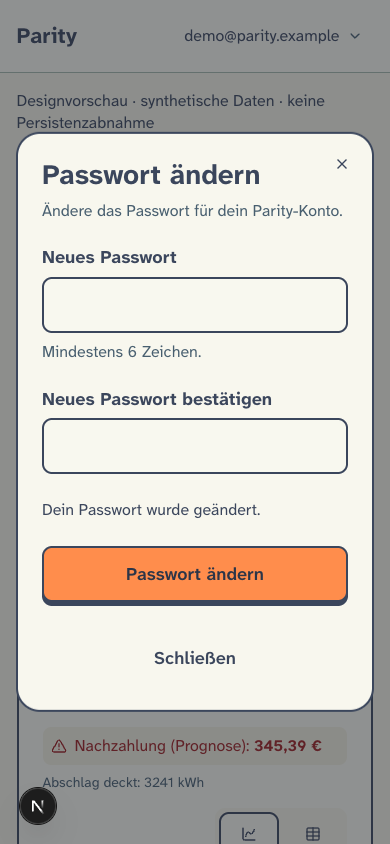 Parity
demo@parity.example
Designvorschau · synthetische Daten · keine
Persistenzabnahme
Passwort ändern
Ändere das Passwort für dein Parity-Konto.
Neues Passwort
Mindestens 6 Zeichen.
Neues Passwort bestätigen
Dein Passwort wurde geändert.
Passwort ändern
Schließen
Nachzahlung (Prognose): 345,39 €
Abschlag deckt: 3241 kWh
N